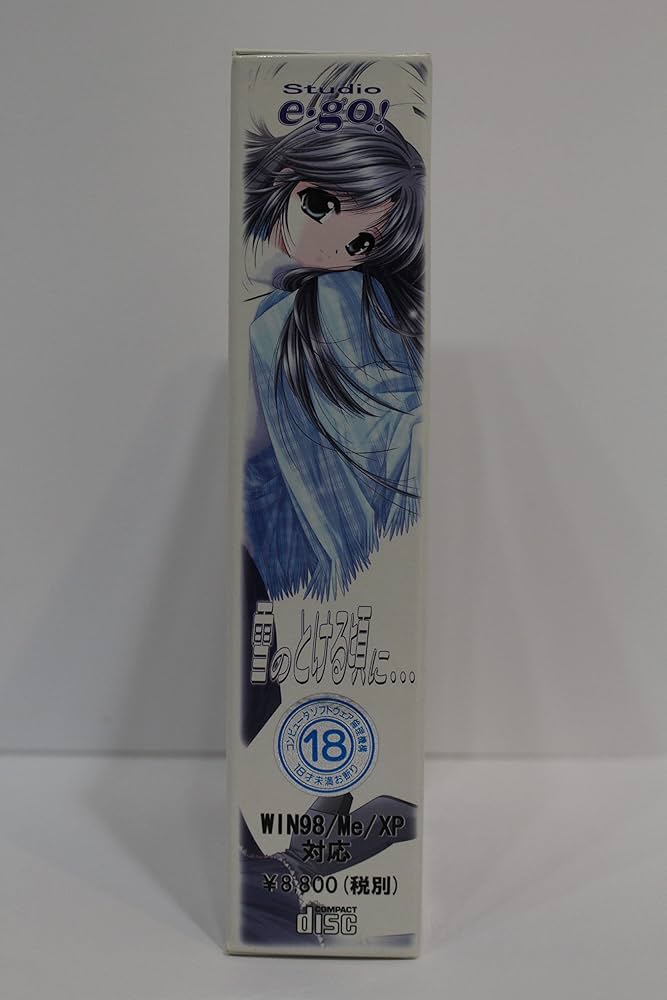 Studio
e・go!
雪のとける頃に...
コンピュータソフトウェア倫理機構
18
18才未満お断り
WIN98/Me/XP
対応
¥8,800(税別)
COMPACT
disc